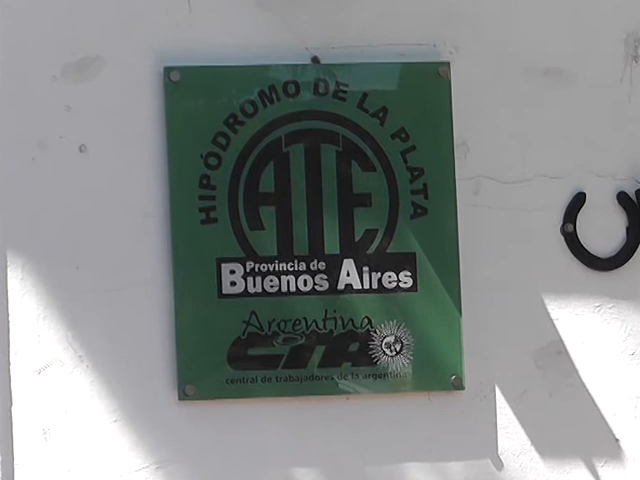 HIPÓDROMO DE LA PLATA
ATE
Provincia de
Buenos Aires
Argentina
CTA
central de trabajadores de la argentina